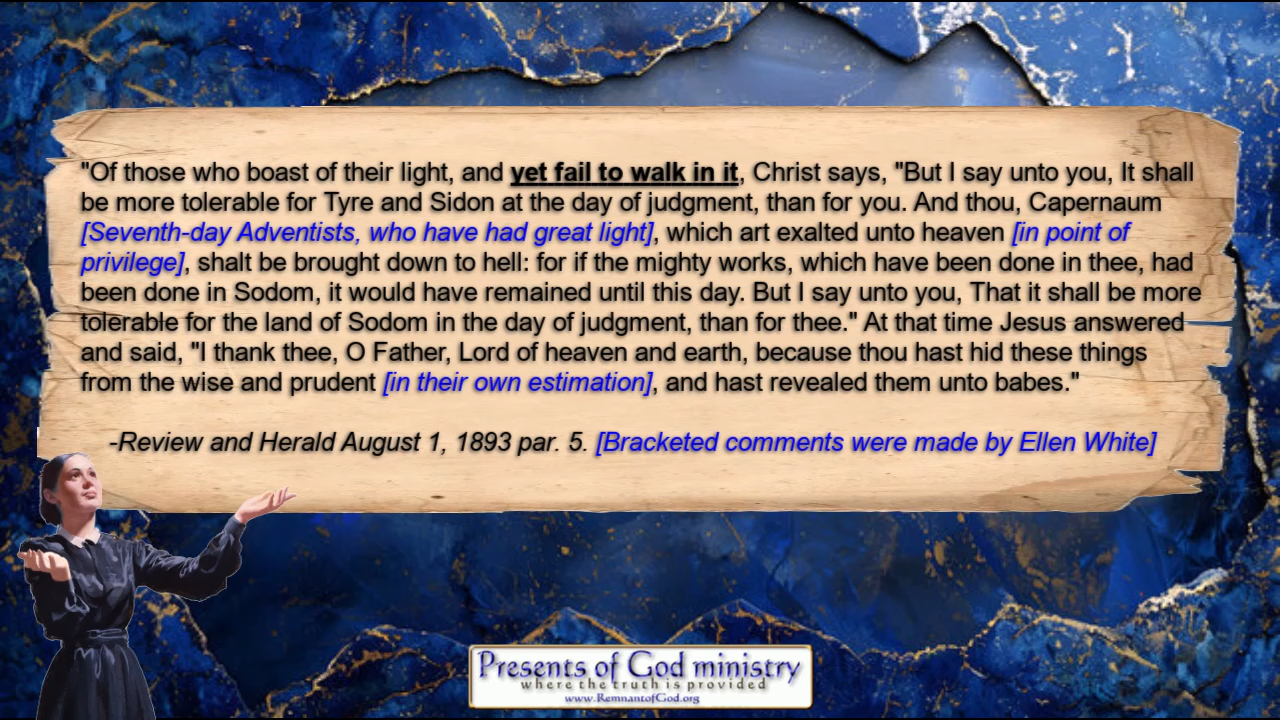 "Of those who boast of their light, and yet fail to walk in it, Christ says, "But I say unto you, It shall
be more tolerable for Tyre and Sidon at the day of judgment, than for you. And thou, Capernaum
[Seventh-day Adventists, who have had great light], which art exalted unto heaven [in point of
privilege], shalt be brought down to hell: for if the mighty works, which have been done in thee, had
been done in Sodom, it would have remained until this day. But I say unto you, That it shall be more
tolerable for the land of Sodom in the day of judgment, than for thee." At that time Jesus answered
and said, "I thank thee, O Father, Lord of heaven and earth, because thou hast hid these things
from the wise and prudent [in their own estimation], and hast revealed them unto babes."
-Review and Herald August 1, 1893 par. 5. [Bracketed comments were made by Ellen White]
Presents of God ministry
where the truth is provided
www.RemnantofGod.org